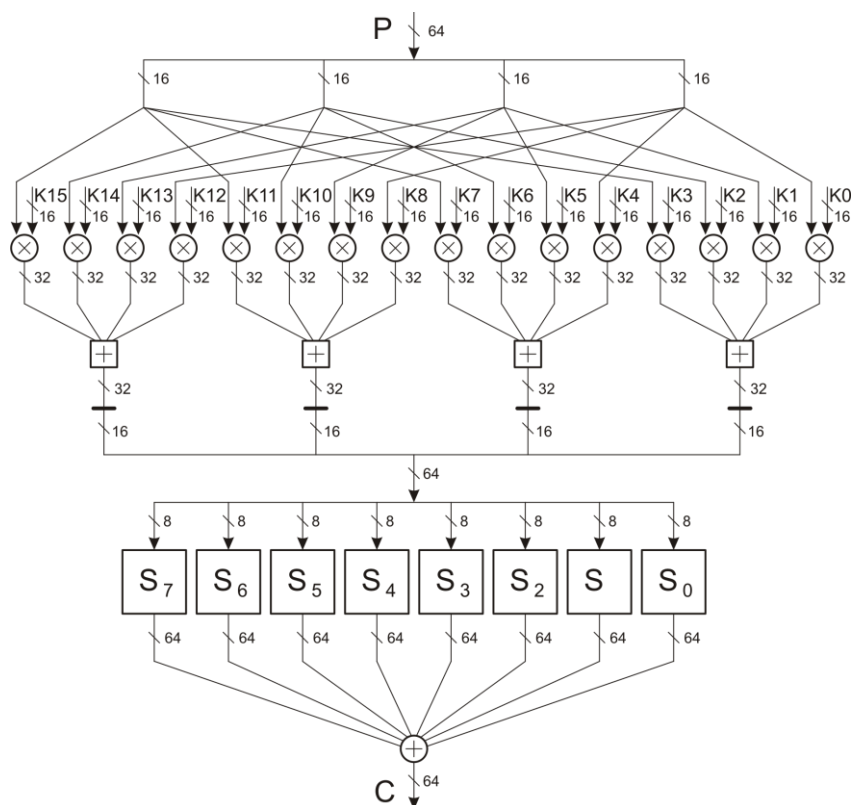 P 64
16 16 16 16
K15 K14 K13 K12 K11 K10 K9 K8 K7 K6 K5 K4 K3 K2 K1 K0
16 16 16 16 16 16 16 16 16 16 16 16 16 16 16 16
32 32 32 32 32 32 32 32 32 32 32 32 32 32 32 32
+ + + +
32 32 32 32
16 16 16 16
64
8 8 8 8 8 8 8 8
S7 S6 S5 S4 S3 S2 S S0
64 64 64 64 64 64 64 64
+
C 64